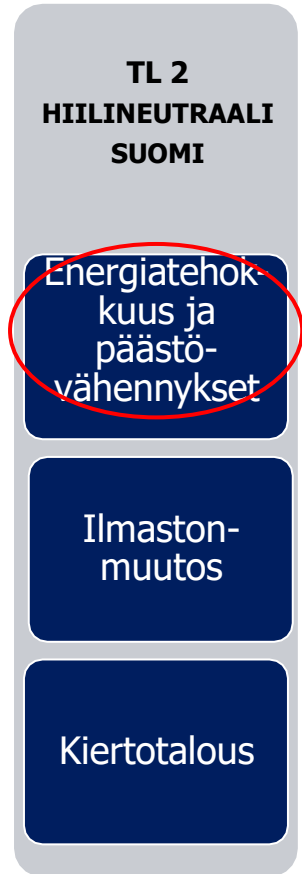 TL 2
HIILINEUTRAALI
SUOMI
Energiatehok-
kuus ja
päästö-
vähennykset
Ilmaston-
muutos
Kiertotalous